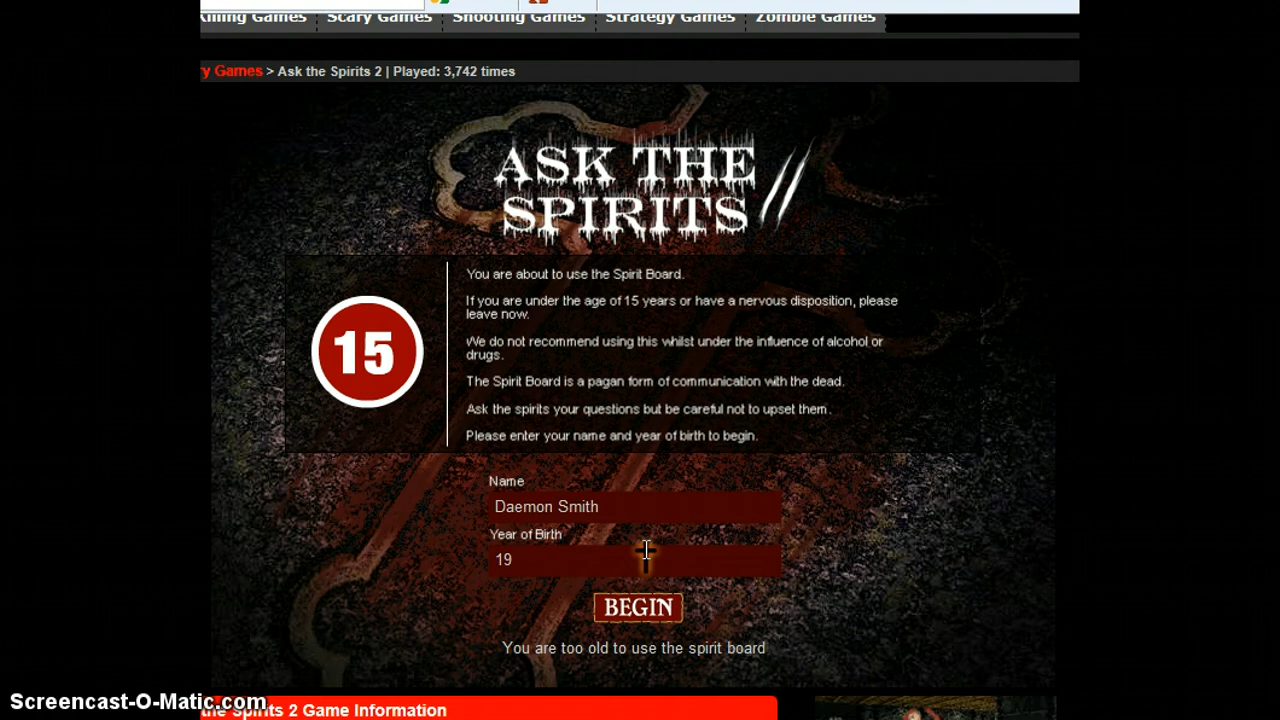 Killing Games
Scary Games
Shooting Games
Strategy Games
Zombie Games
ry Games > Ask the Spirits 2 | Played: 3,742 times
ASK THE
SPIRITS
You are about to use the Spirit Board.
If you are under the age of 15 years or have a nervous disposition, please
leave now.
15
We do not recommend using this whilst under the influence of alcohol or
drugs.
The Spirit Board is a pagan form of communication with the dead.
Ask the spirits your questions but be careful not to upset them.
Please enter your name and year of birth to begin.
Name
Daemon Smith
Year of Birth
19
BEGIN
You are too old to use the spirit board
Screencast-O-Matic.com
the Spirits 2 Game Information